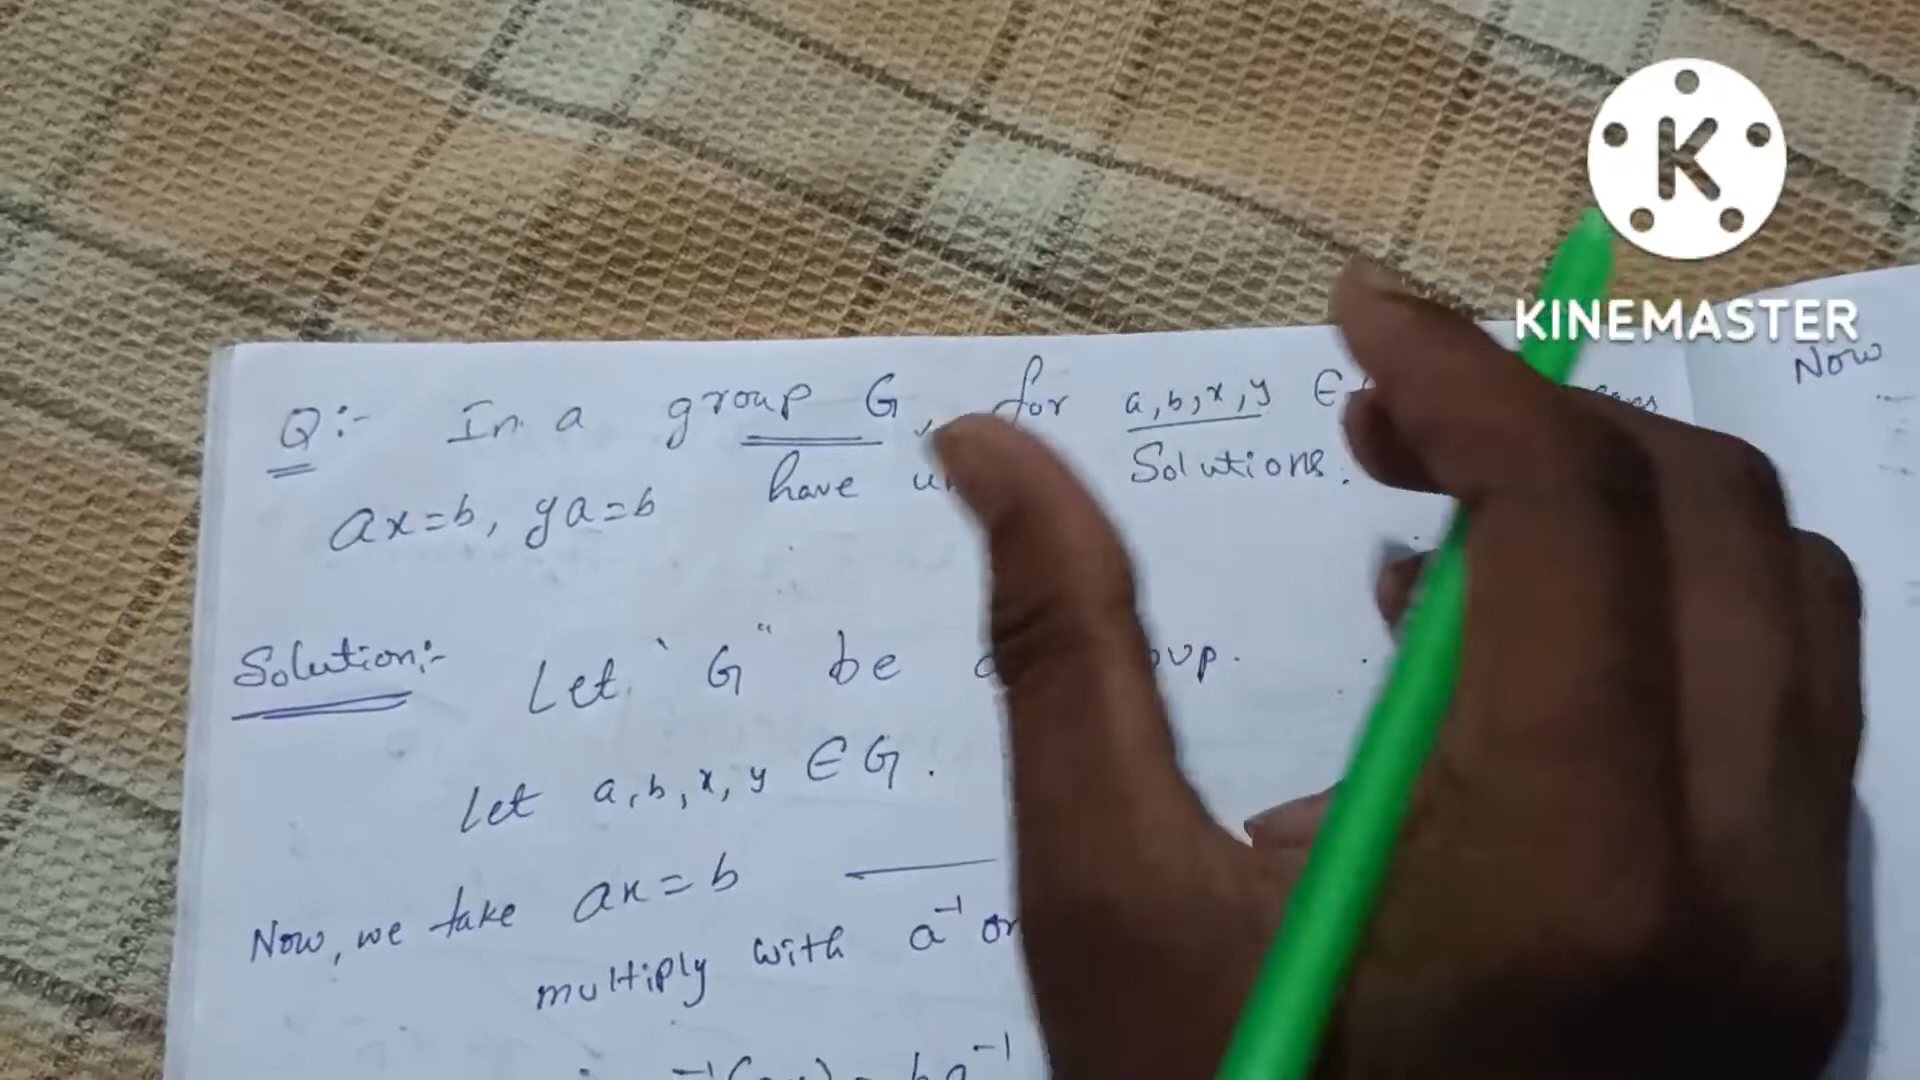 KINEMASTER
Now
Q:- In a group G, for a,b,x,y ∈
ax=b, ya=b have Solutions.
Solution:- Let "G" be a
Let a,b,x,y ∈ G.
Now, we take ax=b
multiply with a⁻¹ on